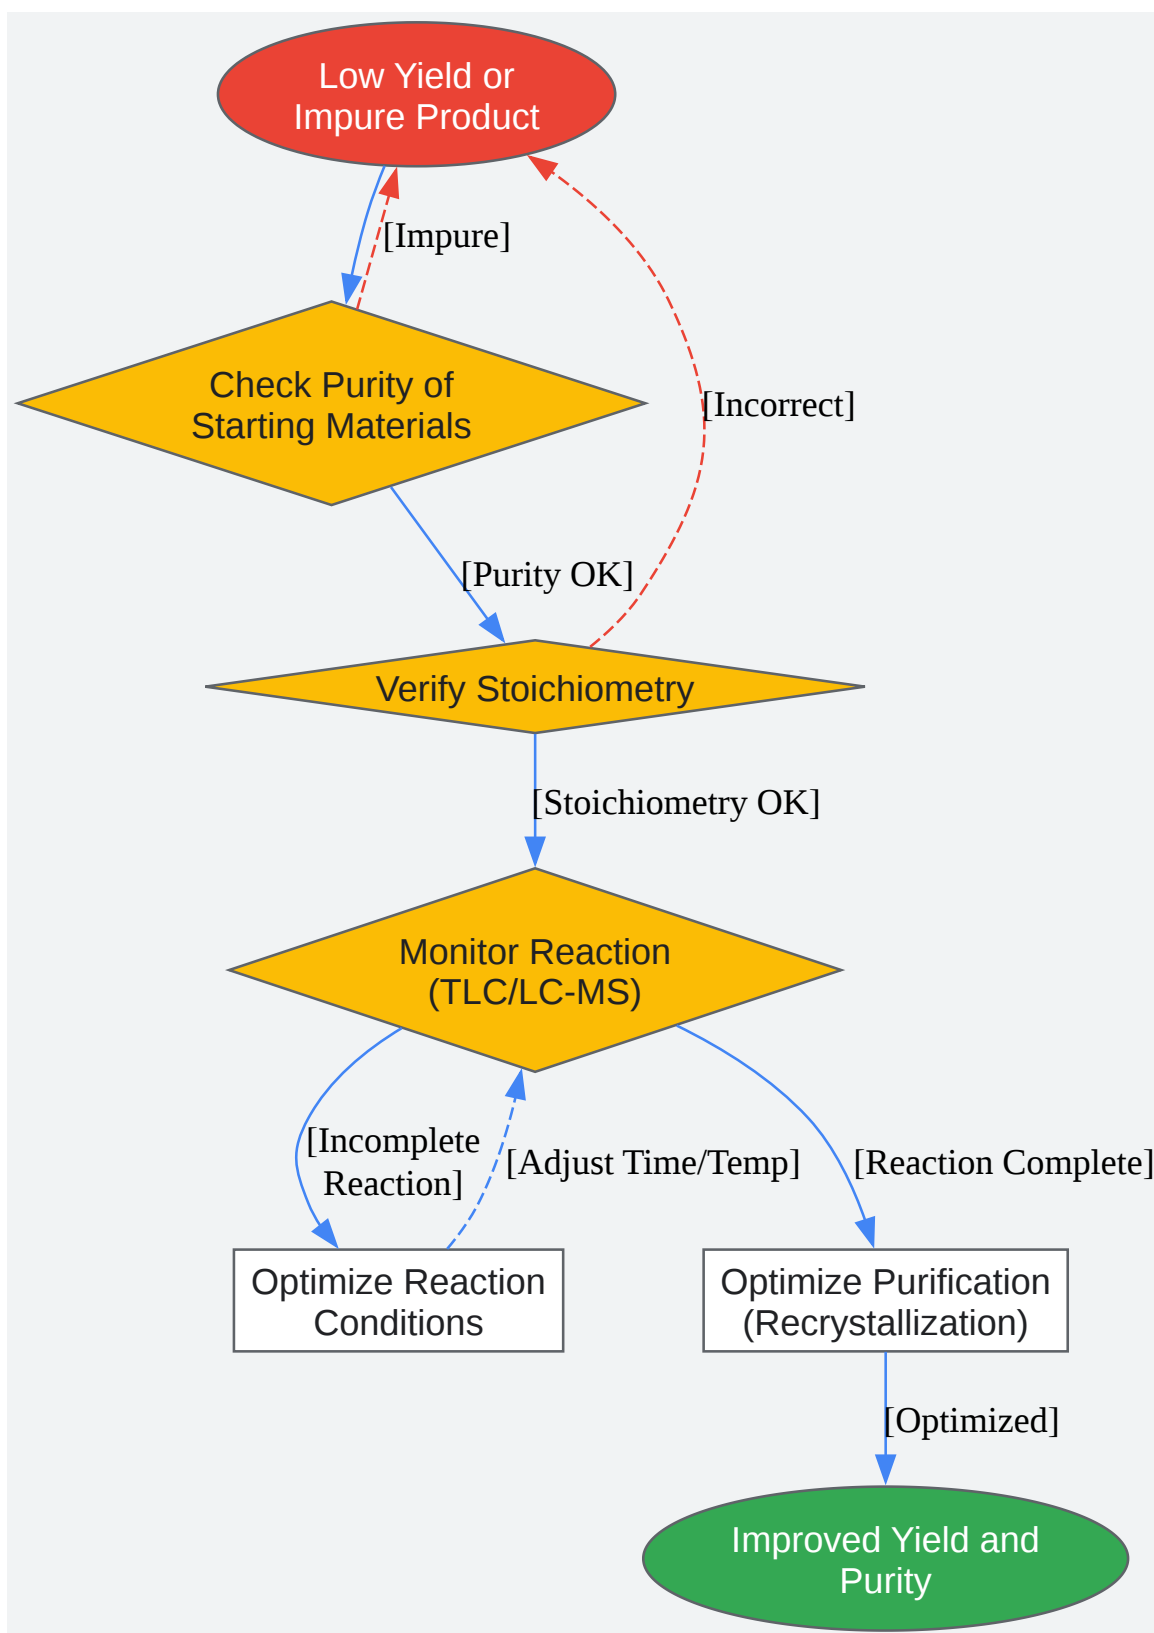 Low Yield or
Impure Product
[Impure]
Check Purity of
Starting Materials
[Incorrect]
[Purity OK]
Verify Stoichiometry
[Stoichiometry OK]
Monitor Reaction
(TLC/LC-MS)
[Incomplete
Reaction]
[Adjust Time/Temp]
[Reaction Complete]
Optimize Reaction
Conditions
Optimize Purification
(Recrystallization)
[Optimized]
Improved Yield and
Purity